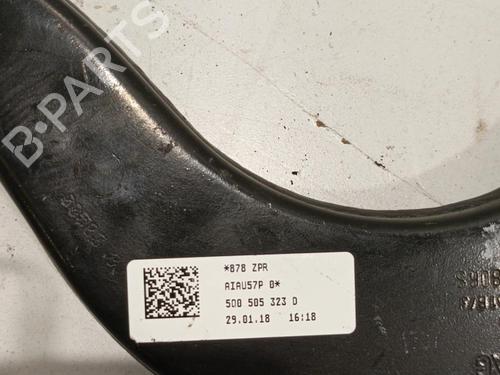 B-PARTS
*878 ZPR
AIAU57P 0*
5Q0 505 323 D
29.01.18 16:18